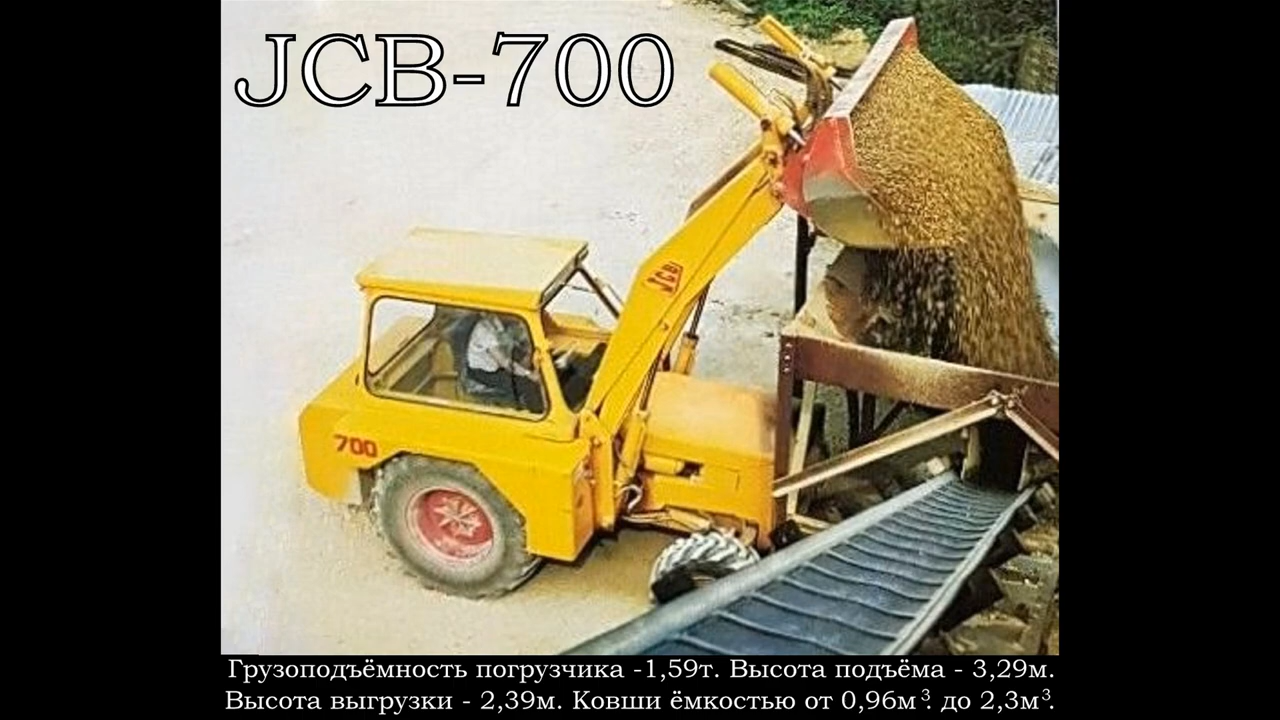 JCB-700
JCB
700
Грузоподъёмность погрузчика -1,59т. Высота подъёма - 3,29м.
Высота выгрузки - 2,39м. Ковши ёмкостью от 0,96м³. до 2,3м³.